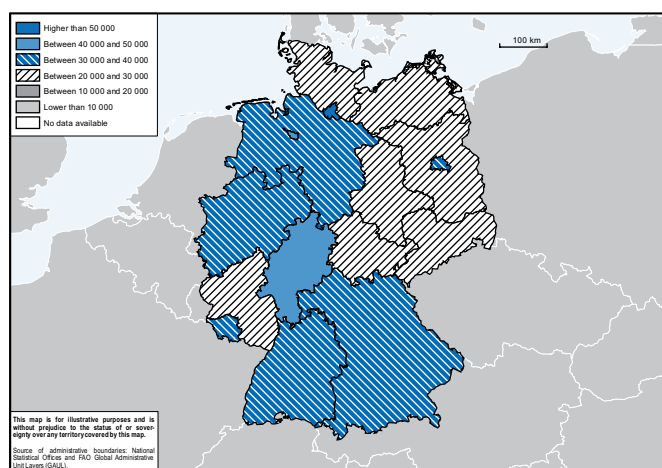 Higher than 50 000
Between 40 000 and 50 000
Between 30 000 and 40 000
Between 20 000 and 30 000
Between 10 000 and 20 000
Lower than 10 000
No data available
100 km
This map is for illustrative purposes and is
without prejudice to the status of or sover-
eignty over any territory covered by this map.
Source of administrative boundaries: National
Statistical Offices and FAO Global Administrative
Unit Layers (GAUL).